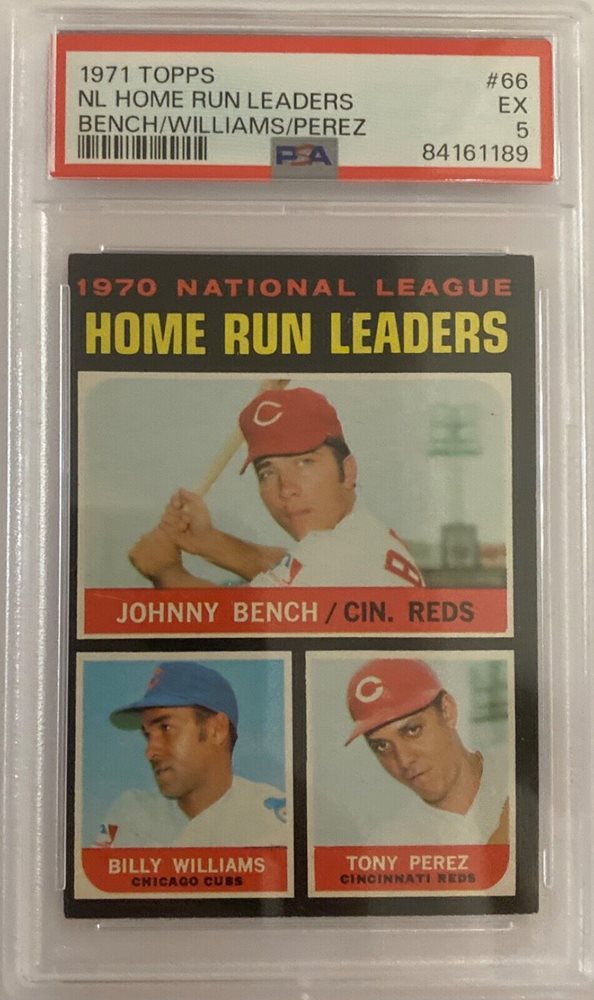 1971 TOPPS #66
NL HOME RUN LEADERS EX
BENCH/WILLIAMS/PEREZ 5
PSA 84161189
1970 NATIONAL LEAGUE
HOME RUN LEADERS
C
B
JOHNNY BENCH / CIN. REDS
C
BILLY WILLIAMS
CHICAGO CUBS
TONY PEREZ
CINCINNATI REDS